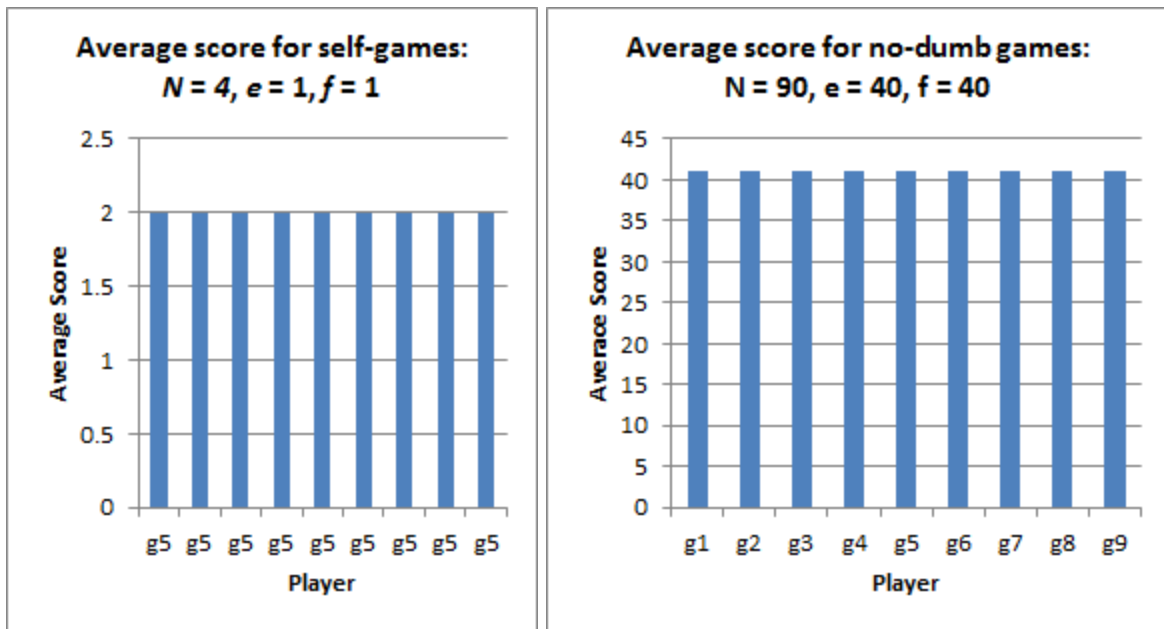 Average score for self-games:
N = 4, e = 1, f = 1
2.5
2
1.5
1
0.5
0
Average Score
g5 g5 g5 g5 g5 g5 g5 g5 g5
Player
Average score for no-dumb games:
N = 90, e = 40, f = 40
45
40
35
30
25
20
15
10
5
0
Averace Score
g1 g2 g3 g4 g5 g6 g7 g8 g9
Player